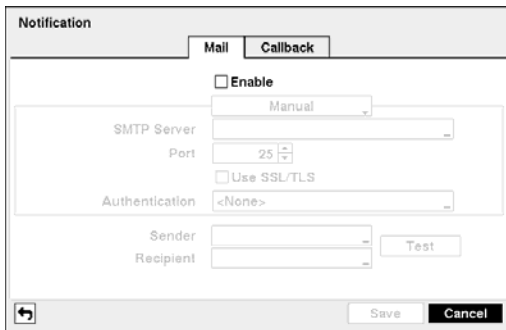 Notification
Mail Callback
Enable
Manual
SMTP Server
Port 25
Use SSL/TLS
Authentication <None>
Sender
Test
Recipient
Save Cancel